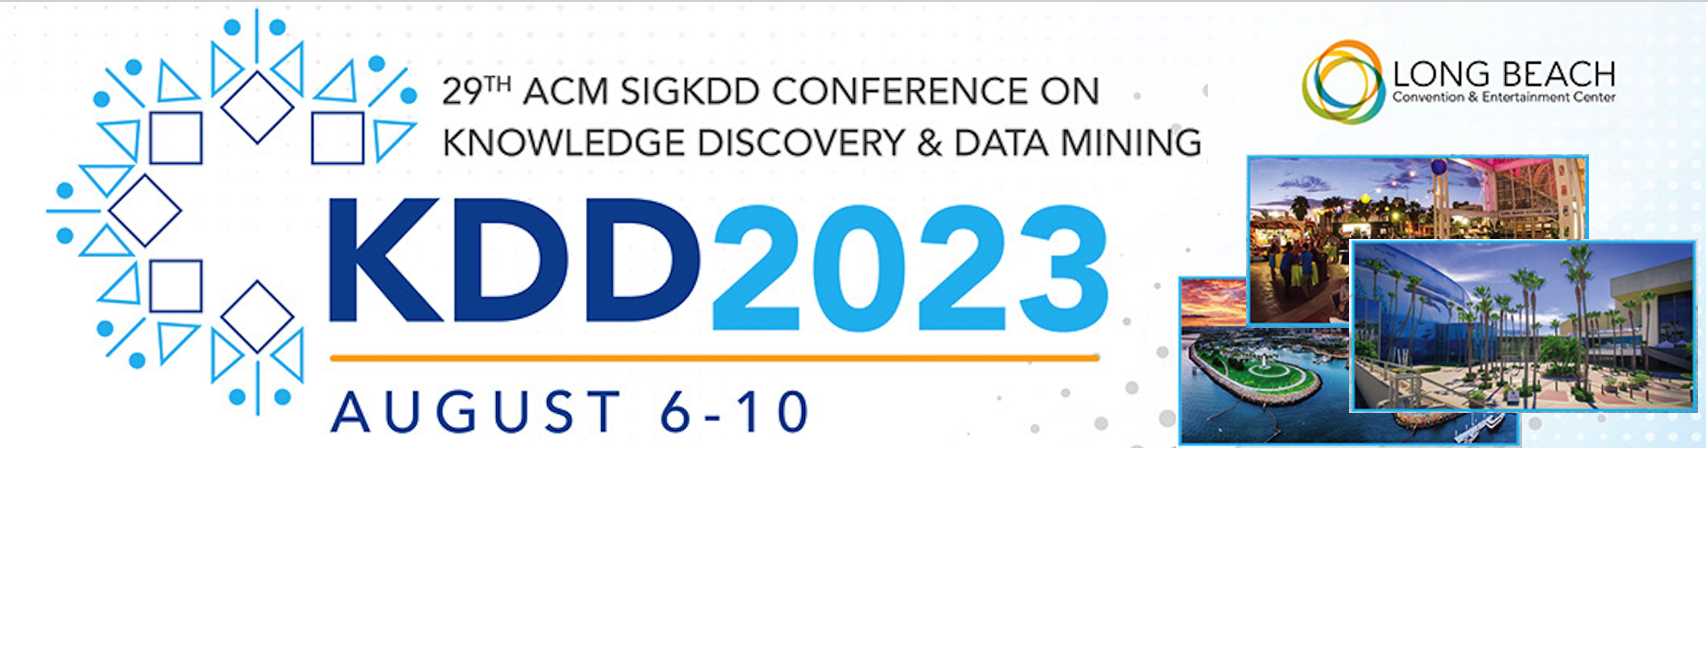 29TH ACM SIGKDD CONFERENCE ON
KNOWLEDGE DISCOVERY & DATA MINING
KDD2023
AUGUST 6-10
LONG BEACH
Convention & Entertainment Center